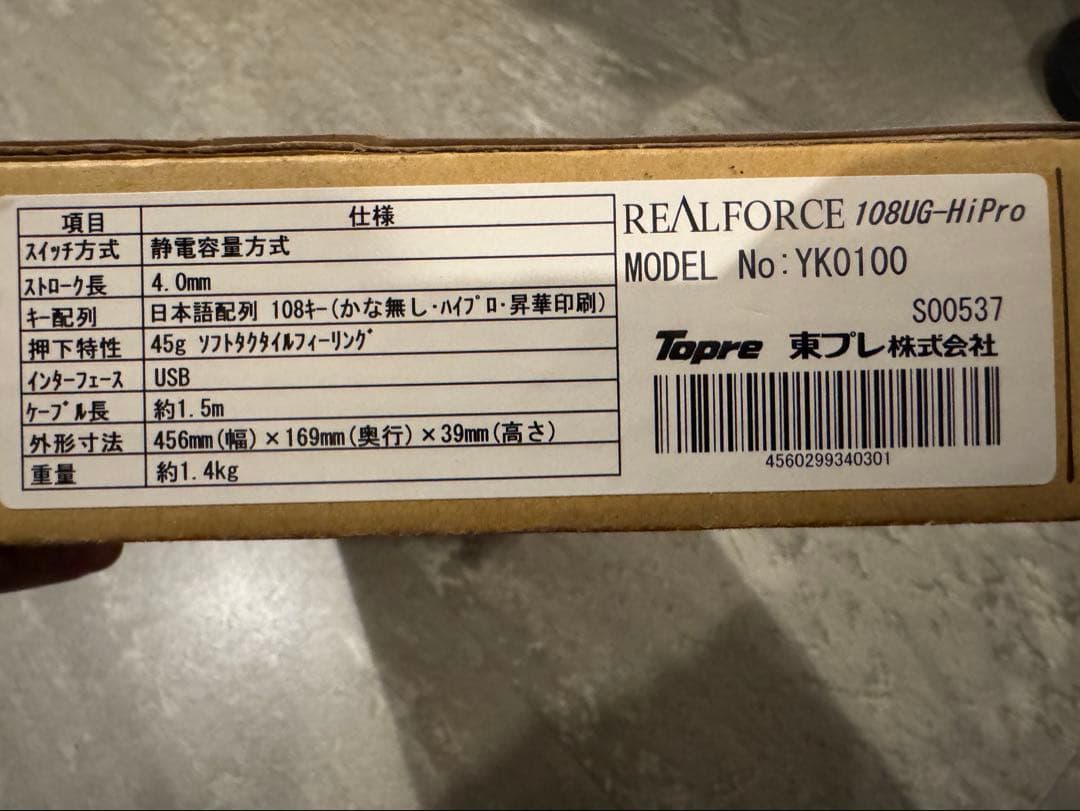 項目 仕様
ｽｲｯﾁ方式 静電容量方式
ｽﾄﾛｰｸ長 4.0mm
ｷｰ配列 日本語配列 108ｷｰ(かな無し･ﾊｲﾌﾟﾛ･昇華印刷)
押下特性 45g ｿﾌﾄﾀｸﾀｲﾙﾌｨｰﾘﾝｸﾞ
ｲﾝﾀｰﾌｪｰｽ USB
ｹｰﾌﾞﾙ長 約1.5m
外形寸法 456mm(幅)×169mm(奥行)×39mm(高さ)
重量 約1.4kg
REALFORCE 108UG-HiPro
MODEL No:YK0100
S00537
Topre 東プレ株式会社
4560299340301